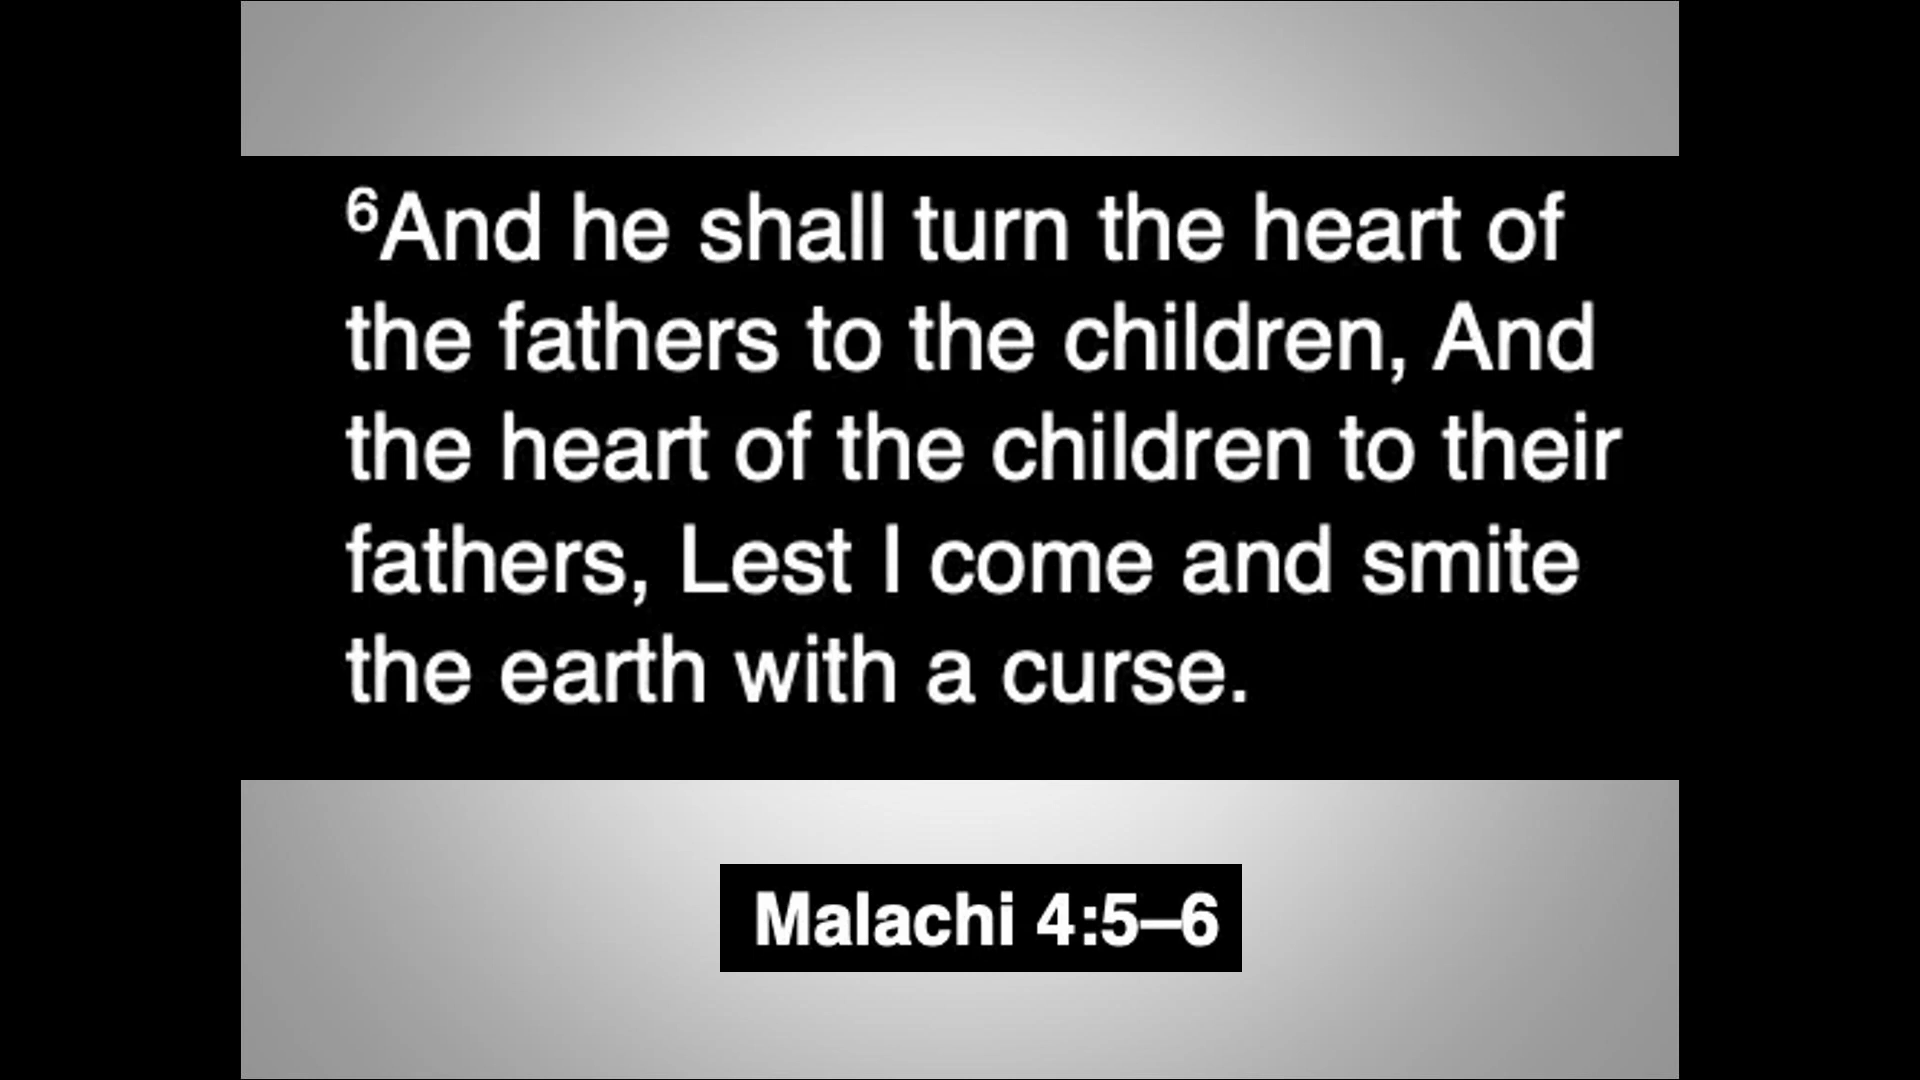 ⁶And he shall turn the heart of
the fathers to the children, And
the heart of the children to their
fathers, Lest I come and smite
the earth with a curse.
Malachi 4:5–6